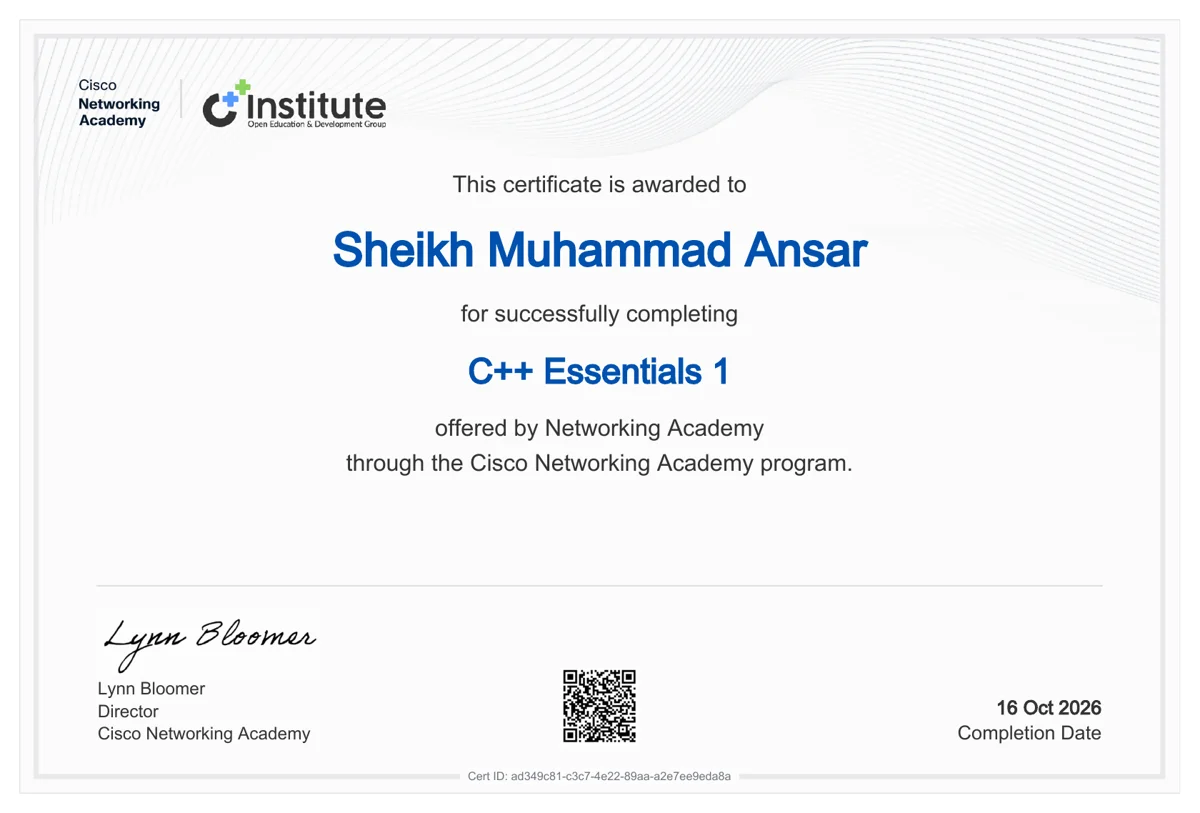 Cisco
Networking
Academy
C++ Institute
Open Education & Development Group
This certificate is awarded to
Sheikh Muhammad Ansar
for successfully completing
C++ Essentials 1
offered by Networking Academy
through the Cisco Networking Academy program.
Lynn Bloomer
Lynn Bloomer
Director
Cisco Networking Academy
16 Oct 2026
Completion Date
Cert ID: ad349c81-c3c7-4e22-89aa-a2e7ee9eda8a